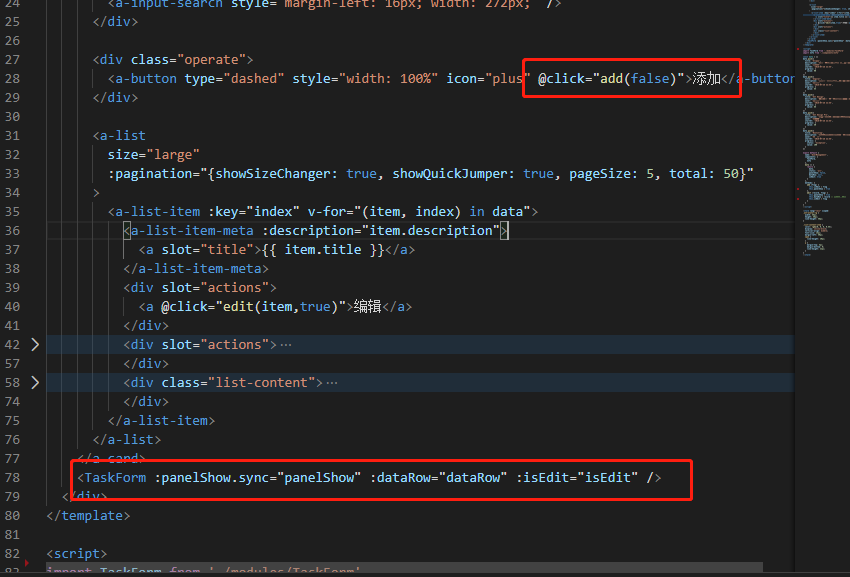 24 <a-input-search style="margin-left: 16px; width: 272px;" />
25 </div>
26
27 <div class="operate">
28 <a-button type="dashed" style="width: 100%" icon="plus" @click="add(false)">添加</a-button
29 </div>
30
31 <a-list
32 size="large"
33 :pagination="{showSizeChanger: true, showQuickJumper: true, pageSize: 5, total: 50}"
34 >
35 <a-list-item :key="index" v-for="(item, index) in data">
36 <a-list-item-meta :description="item.description">
37 <a slot="title">{{ item.title }}</a>
38 </a-list-item-meta>
39 <div slot="actions">
40 <a @click="edit(item,true)">编辑</a>
41 </div>
42 <div slot="actions">…
57 </div>
58 <div class="list-content">…
74 </div>
75 </a-list-item>
76 </a-list>
77 </a-card>
78 <TaskForm :panelShow.sync="panelShow" :dataRow="dataRow" :isEdit="isEdit" />
79 </div>
80 </template>
81
82 <script>
83 import TaskForm from './modules/TaskForm'